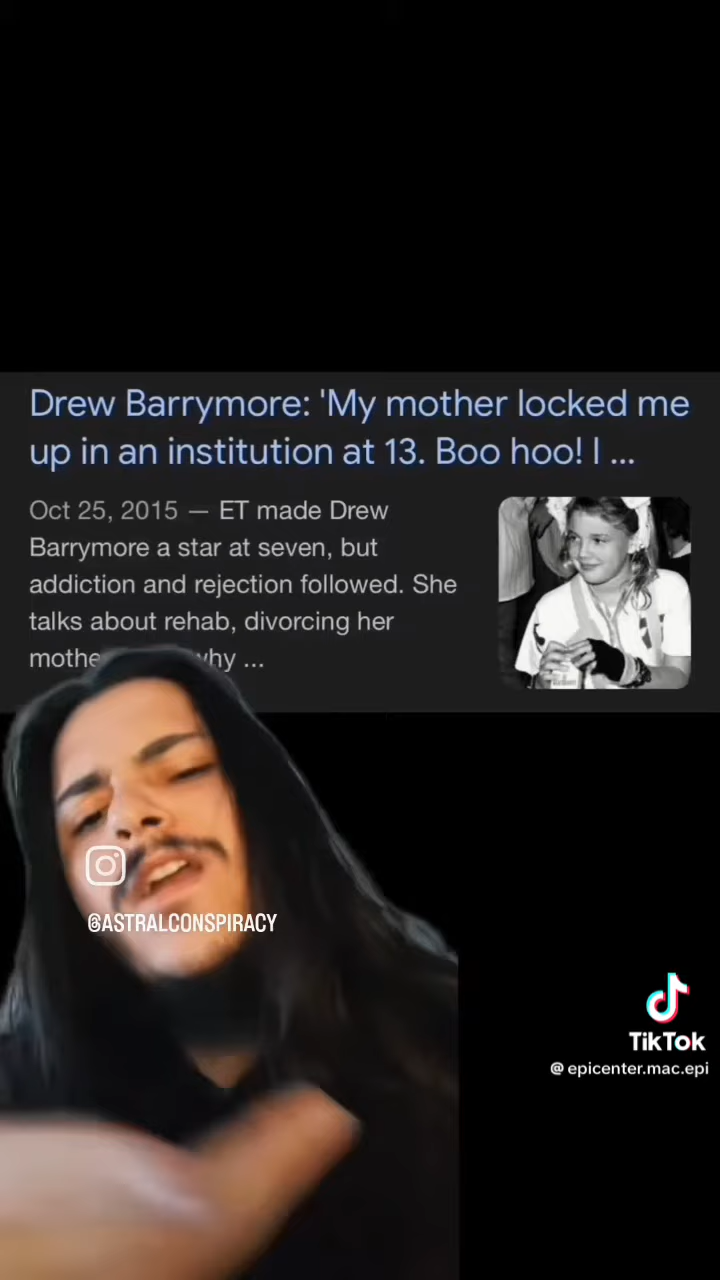 Drew Barrymore: 'My mother locked me
up in an institution at 13. Boo hoo! I ...
Oct 25, 2015 — ET made Drew
Barrymore a star at seven, but
addiction and rejection followed. She
talks about rehab, divorcing her
why ...
@ASTRALCONSPIRACY
TikTok
@epicenter.mac.epi